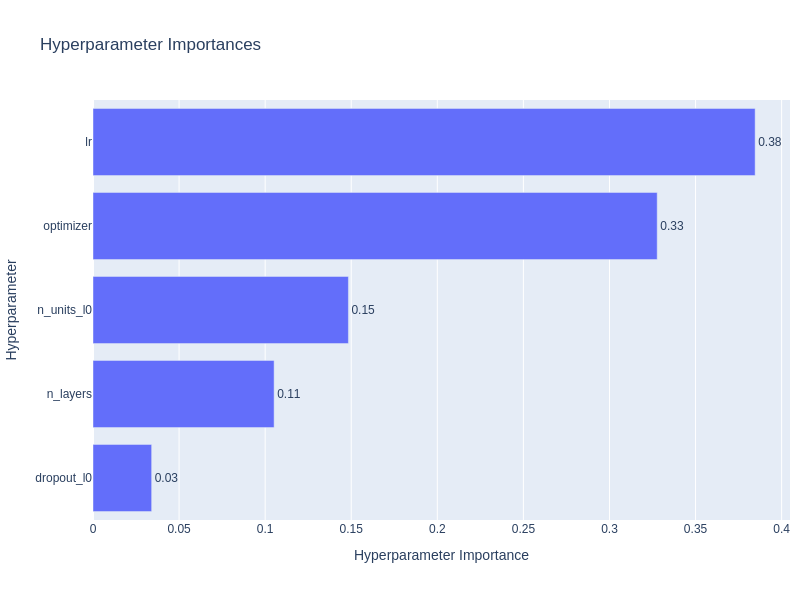 Hyperparameter Importances
Hyperparameter
lr
0.38
optimizer
0.33
n_units_l0
0.15
n_layers
0.11
dropout_l0
0.03
0 0.05 0.1 0.15 0.2 0.25 0.3 0.35 0.4
Hyperparameter Importance